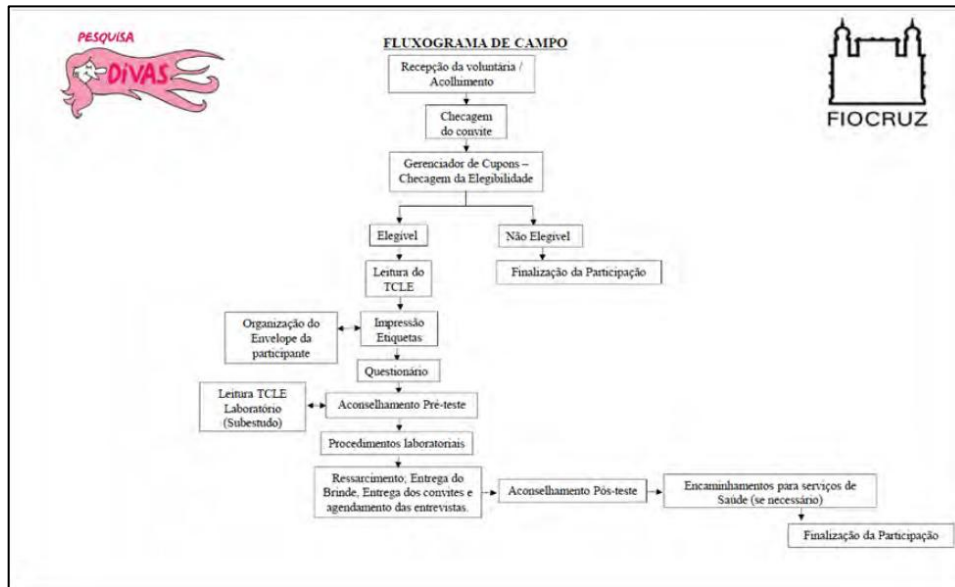 PESQUISA
DIVAS
FLUXOGRAMA DE CAMPO
FIOCRUZ
Recepção da voluntária /
Acolhimento
Checagem
do convite
Gerenciador de Cupons –
Checagem da Elegibilidade
Elegível
Não Elegível
Leitura do
TCLE
Finalização da Participação
Organização do
Envelope da
participante
Impressão
Etiquetas
Questionário
Leitura TCLE
Laboratório
(Subestudo)
Aconselhamento Pré-teste
Procedimentos laboratoriais
Ressarcimento, Entrega do
Brinde, Entrega dos convites e
agendamento das entrevistas.
Aconselhamento Pós-teste
Encaminhamentos para serviços de
Saúde (se necessário)
Finalização da Participação